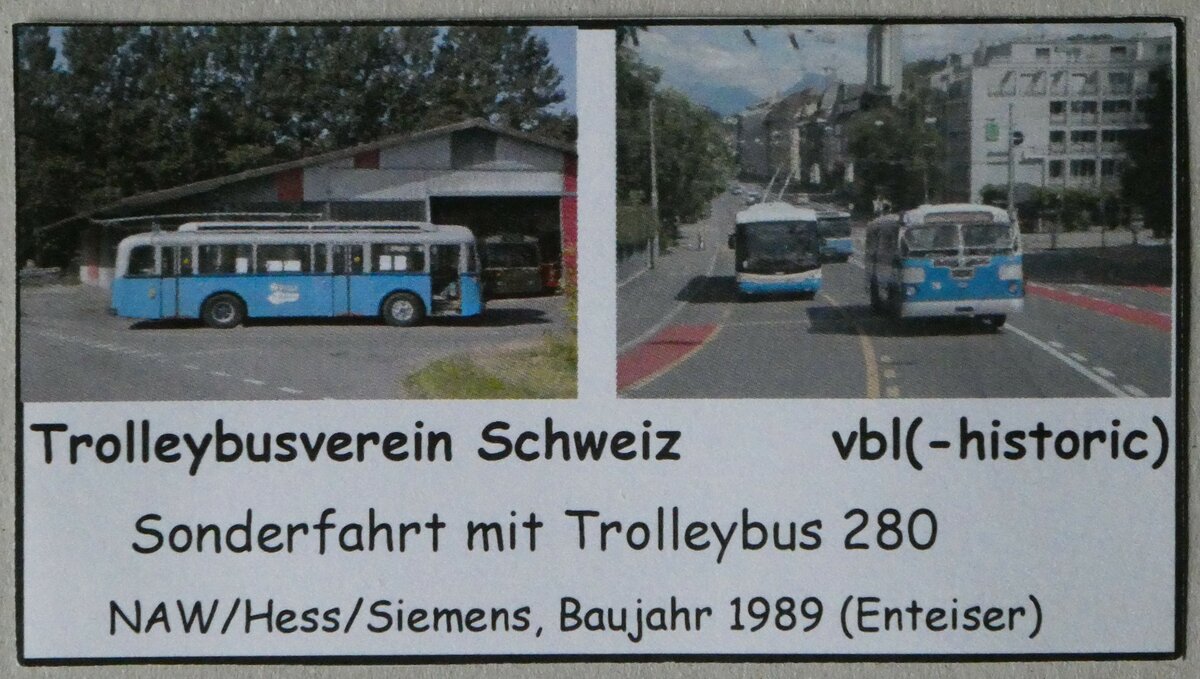 Trolleybusverein Schweiz vbl(-historic)
Sonderfahrt mit Trolleybus 280
NAW/Hess/Siemens, Baujahr 1989 (Enteiser)